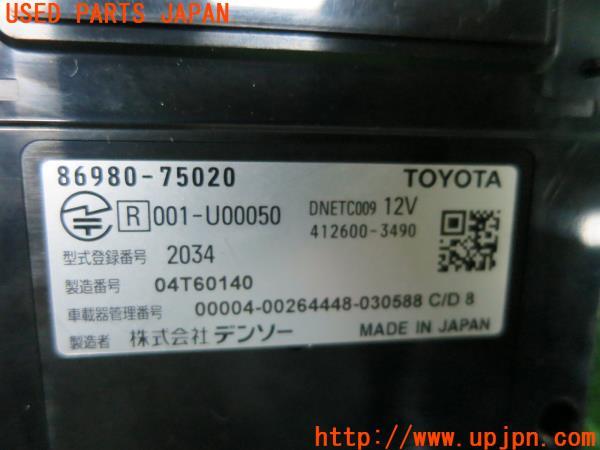 USED PARTS JAPAN
86980-75020 TOYOTA
R 001-U00050 DNETC009 12V
412600-3490
型式登録番号 2034
製造番号 04T60140
車載器管理番号 00004-00264448-030588 C/D 8
製造者 株式会社デンソー MADE IN JAPAN
http://www.upjpn.com/